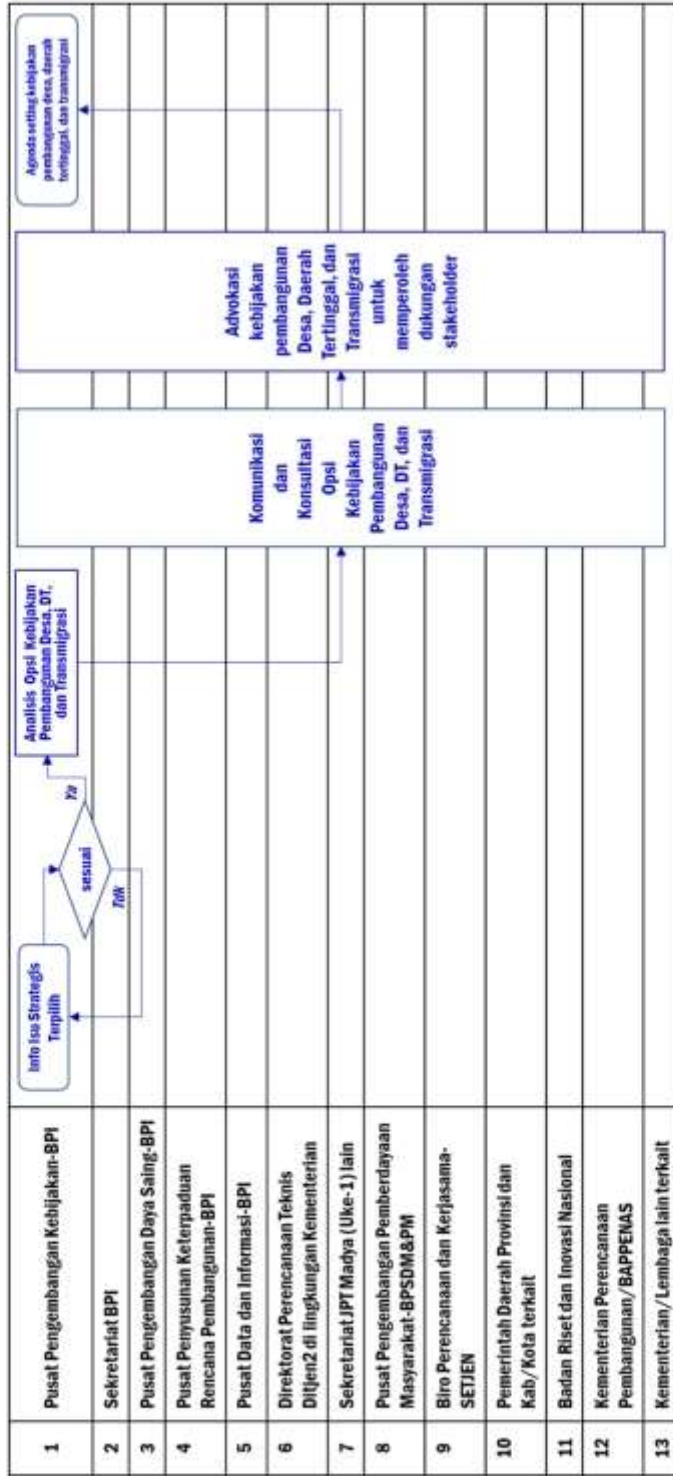 1
Pusat Pengembangan Kebijakan-BPI
Info Isu Strategis
Terpilih
sesuai
Ya
Tdk
Analisis Opsi Kebijakan
Pembangunan Desa, DT,
dan Transmigrasi
Komunikasi
dan
Konsultasi
Opsi
Kebijakan
Pembangunan
Desa, DT, dan
Transmigrasi
Advokasi
kebijakan
pembangunan
Desa, Daerah
Tertinggal, dan
Transmigrasi
untuk
memperoleh
dukungan
stakeholder
Agenda setting kebijakan
pembangunan desa, daerah
tertinggal, dan transmigrasi
2
Sekretariat BPI
3
Pusat Pengembangan Daya Saing-BPI
4
Pusat Penyusunan Keterpaduan
Rencana Pembangunan-BPI
5
Pusat Data dan Informasi-BPI
6
Direktorat Perencanaan Teknis
Ditjen2 di lingkungan Kementerian
7
Sekretariat JPT Madya (Uke-1) lain
8
Pusat Pengembangan Pemberdayaan
Masyarakat-BPSDM&PM
9
Biro Perencanaan dan Kerjasama-
SETJEN
10
Pemerintah Daerah Provinsi dan
Kab/Kota terkait
11
Badan Riset dan Inovasi Nasional
12
Kementerian Perencanaan
Pembangunan/BAPPENAS
13
Kementerian/Lembaga lain terkait